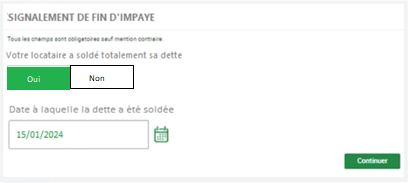 SIGNALEMENT DE FIN D'IMPAYE
Tous les champs sont obligatoires sauf mention contraire.
Votre locataire a soldé totalement sa dette
Oui Non
Date à laquelle la dette a été soldée
15/01/2024
Continuer